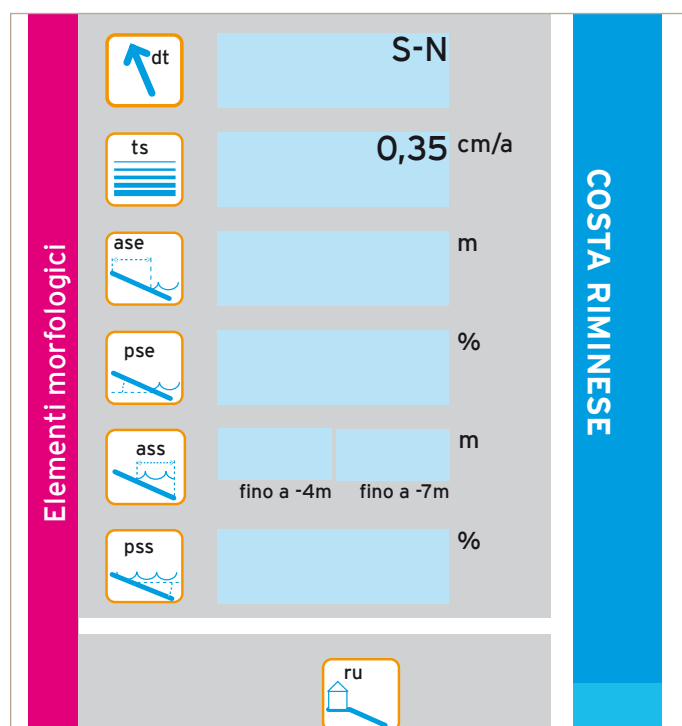 Elementi morfologici
dt
S-N
ts
0,35 cm/a
ase
m
pse
%
ass
m
fino a -4m fino a -7m
pss
%
ru
COSTA RIMINESE